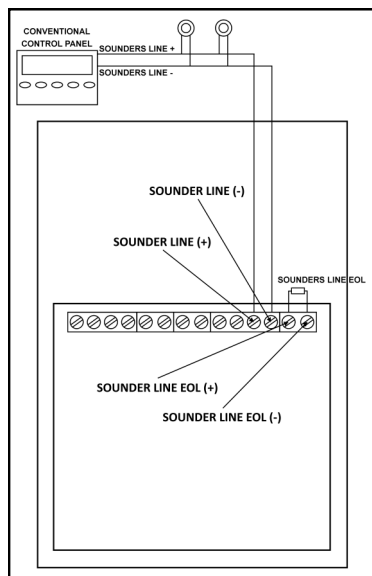 CONVENTIONAL
CONTROL PANEL
SOUNDERS LINE +
SOUNDERS LINE -
SOUNDER LINE (-)
SOUNDER LINE (+)
SOUNDERS LINE EOL
SOUNDER LINE EOL (+)
SOUNDER LINE EOL (-)